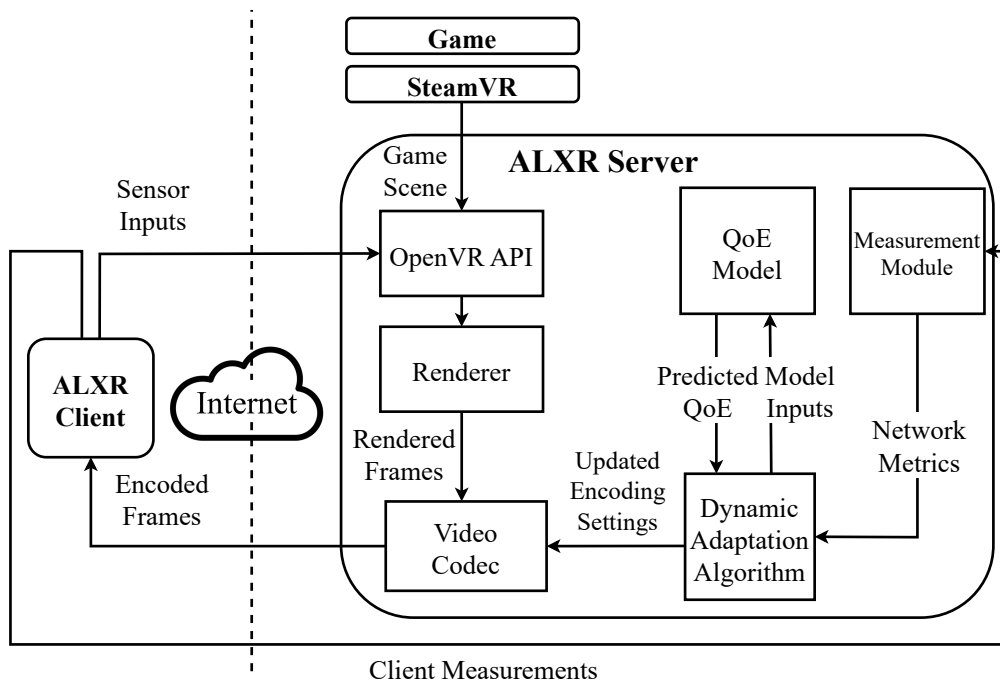 Game
SteamVR
ALXR Server
Game
Scene
Sensor
Inputs
OpenVR API
QoE
Model
Measurement
Module
Renderer
ALXR
Client
Internet
Predicted
QoE
Model
Inputs
Network
Metrics
Rendered
Frames
Updated
Encoding
Settings
Encoded
Frames
Video
Codec
Dynamic
Adaptation
Algorithm
Client Measurements